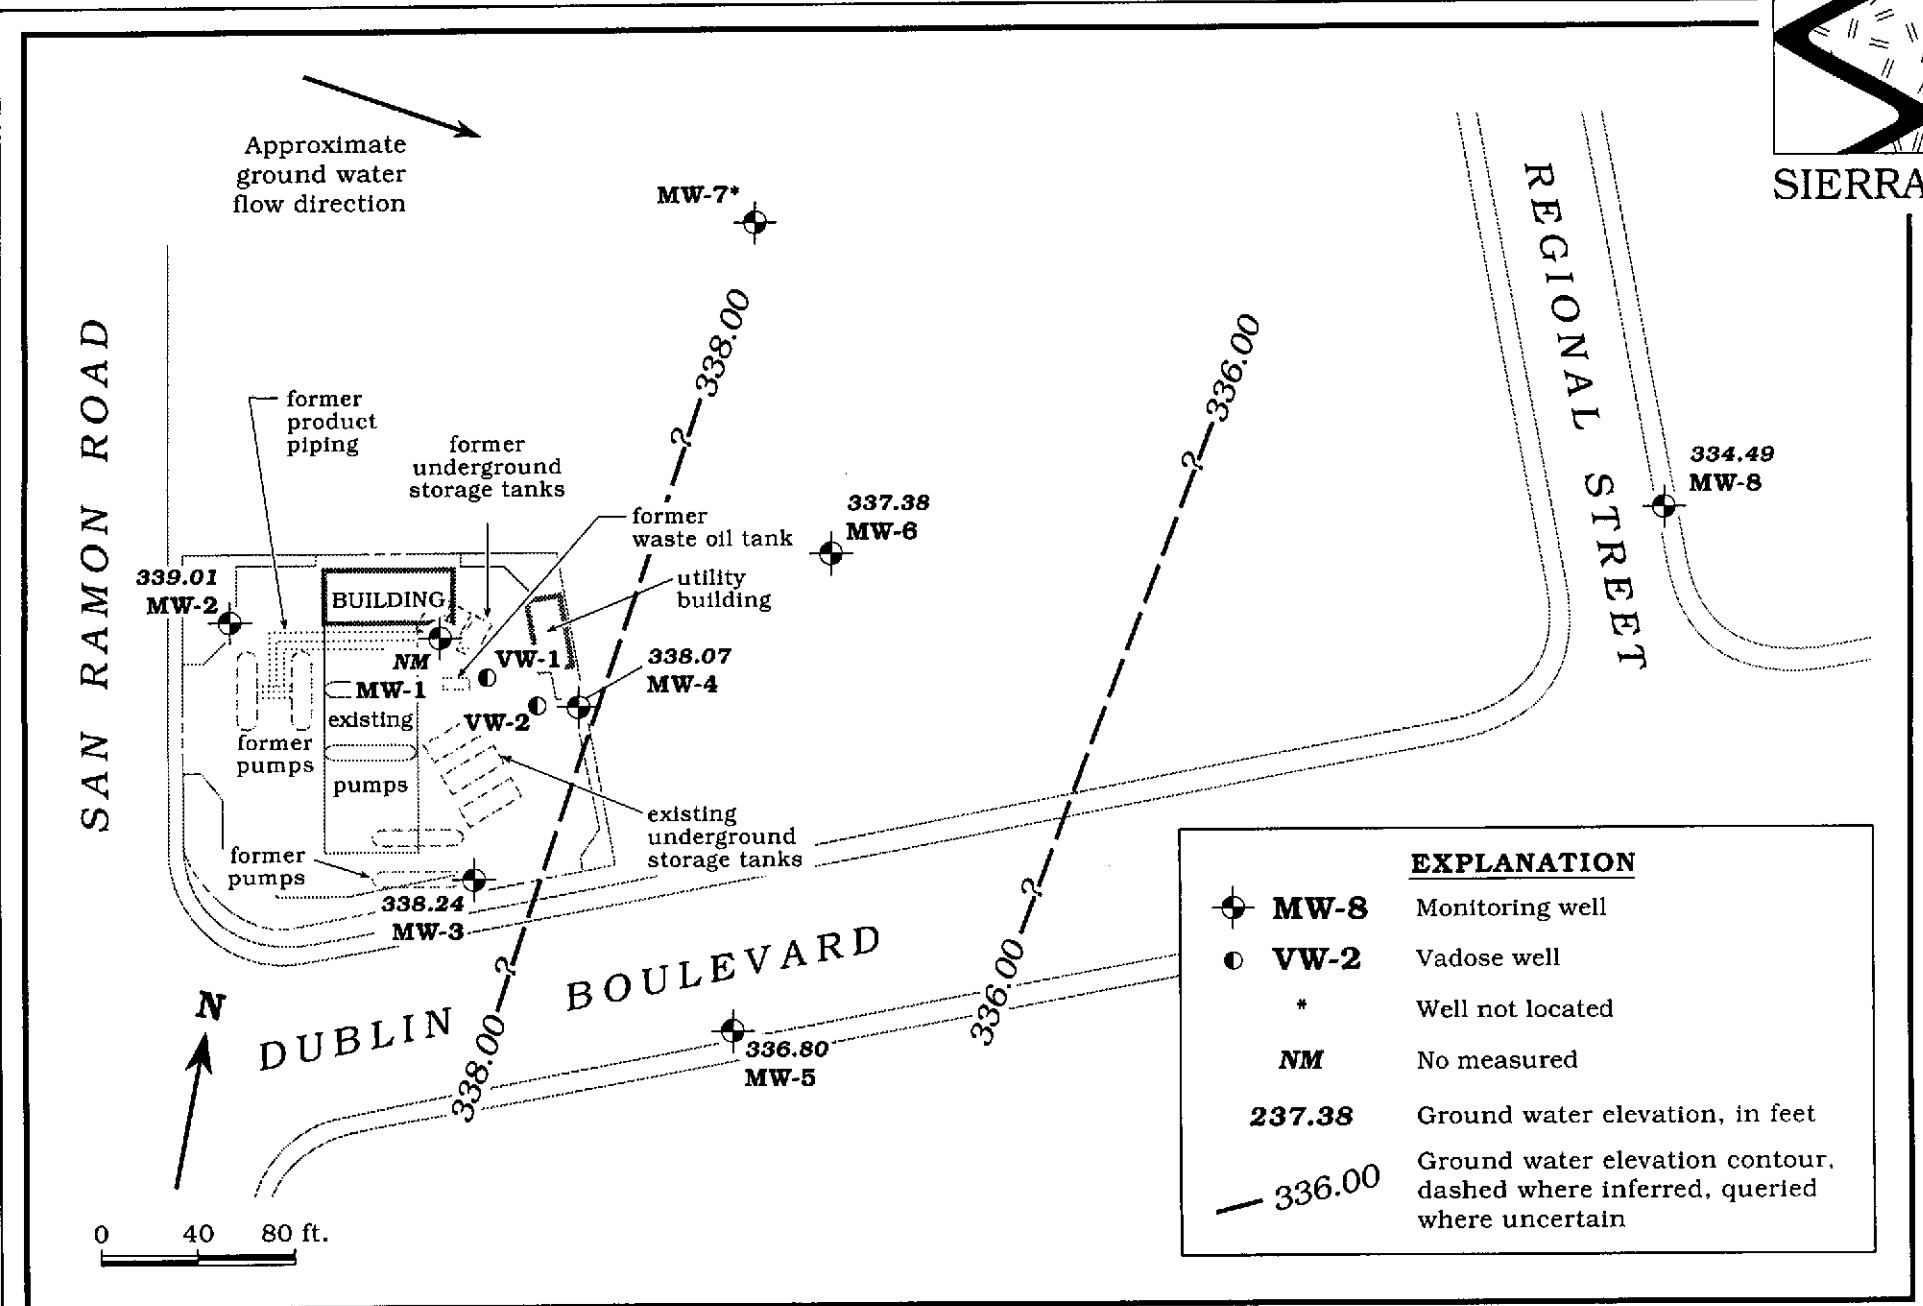 SIERRA
Approximate
ground water
flow direction
MW-7*
REGIONAL STREET
338.00
336.00
SAN RAMON ROAD
former
product
piping
former
underground
storage tanks
?
?
334.49
MW-8
337.38
MW-6
former
waste oil tank
utility
building
339.01
MW-2
BUILDING
NM
MW-1
VW-1
338.07
MW-4
VW-2
existing
pumps
former
pumps
existing
underground
storage tanks
former
pumps
338.24
MW-3
?
?
338.00
336.00
N
DUBLIN BOULEVARD
336.80
MW-5
0 40 80 ft.
EXPLANATION
MW-8 Monitoring well
VW-2 Vadose well
* Well not located
NM No measured
237.38 Ground water elevation, in feet
336.00 Ground water elevation contour,
dashed where inferred, queried
where uncertain